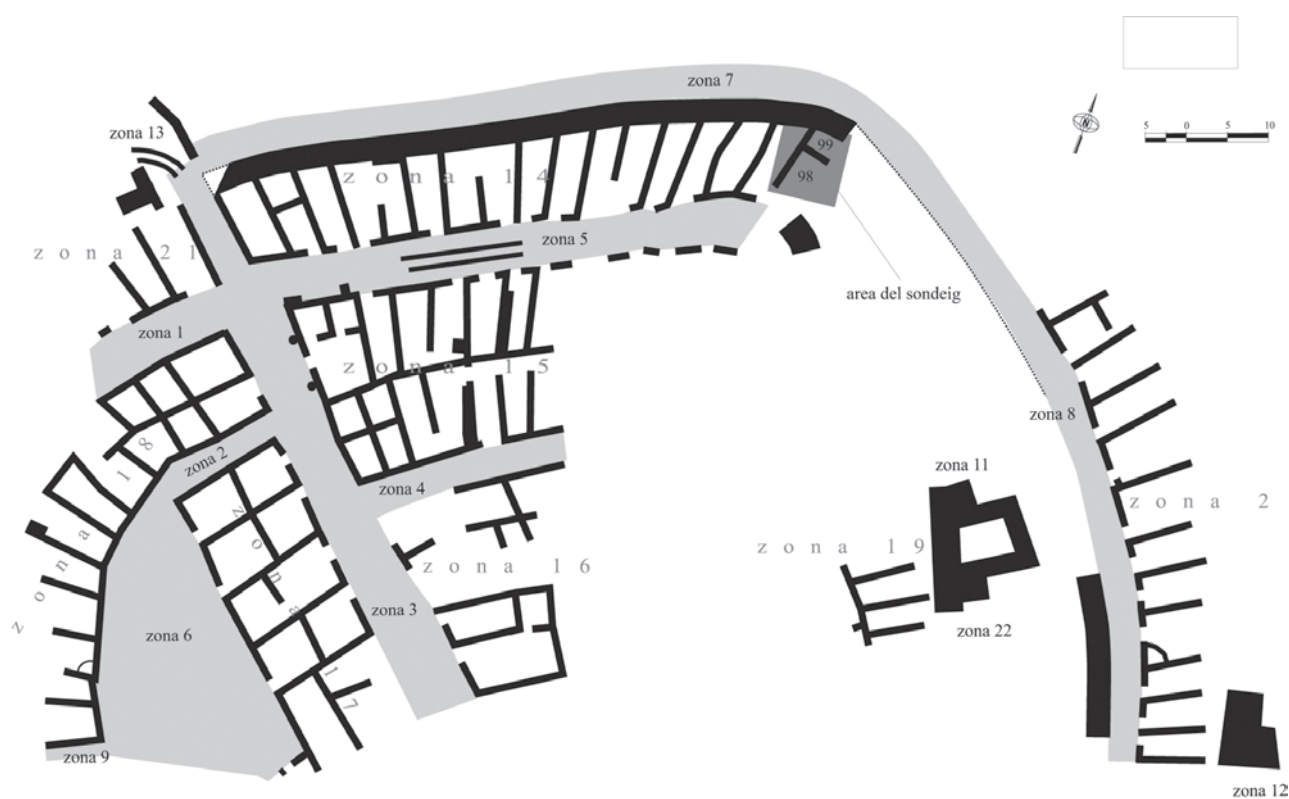 zona 7
zona 13
5 0 5 10
99
zona 14
98
zona 5
zona 21
area del sondeig
zona 1
zona 15
zona 8
zona 18
zona 2
zona 11
zona 4
zona 2
zona 19
zona 16
zona 17
zona 3
zona 6
zona 22
zona 9
zona 12
N